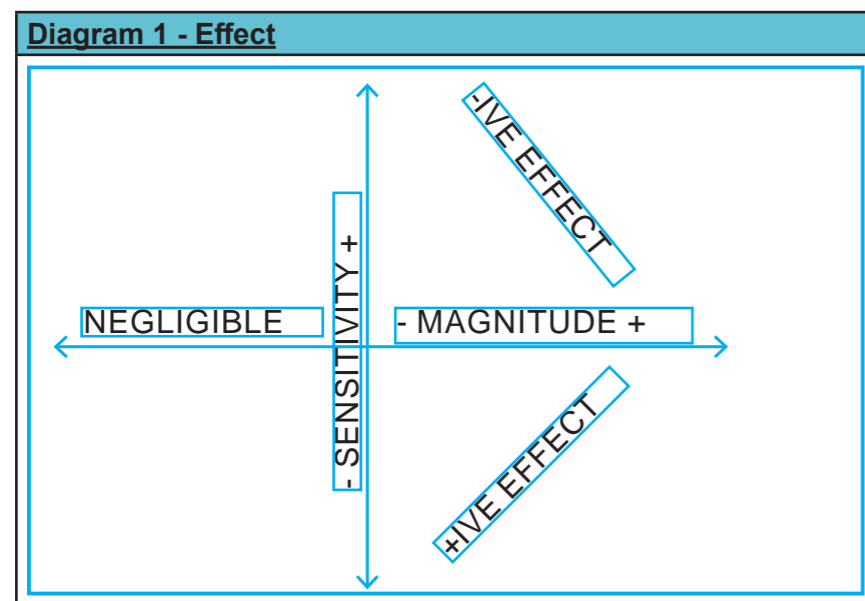 Diagram 1 - Effect
-IVE EFFECT
NEGLIGIBLE
- SENSITIVITY +
- MAGNITUDE +
+IVE EFFECT